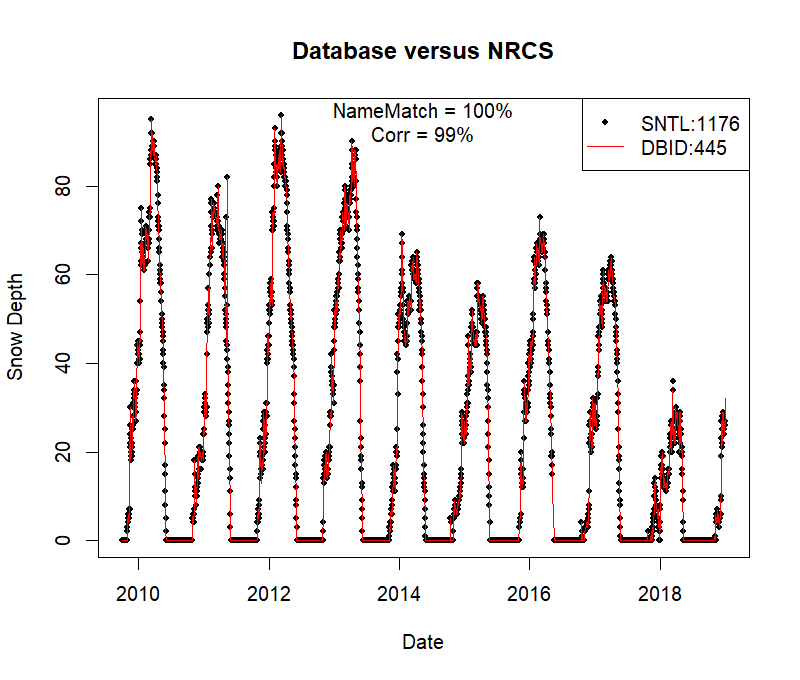 Database versus NRCS
NameMatch = 100%
Corr = 99%
SNTL:1176
DBID:445
Snow Depth
80
60
40
20
0
2010 2012 2014 2016 2018
Date